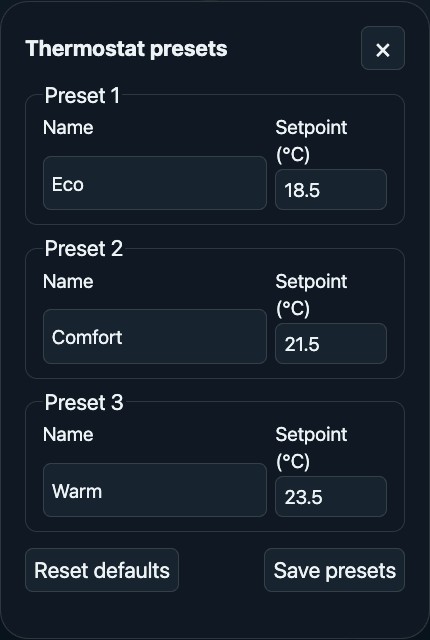 Thermostat presets
×
Preset 1
Name
Setpoint
(°C)
Eco
18.5
Preset 2
Name
Setpoint
(°C)
Comfort
21.5
Preset 3
Name
Setpoint
(°C)
Warm
23.5
Reset defaults
Save presets